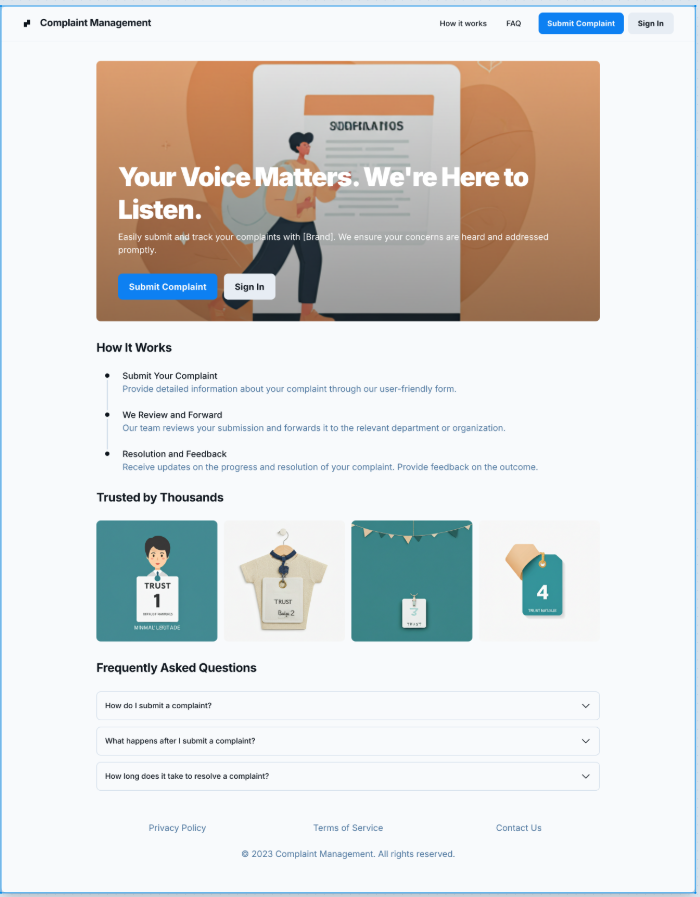 Complaint Management
How it works
FAQ
Submit Complaint
Sign In
Your Voice Matters. We're Here to
Listen.
Easily submit and track your complaints with [Brand]. We ensure your concerns are heard and addressed
promptly.
Submit Complaint
Sign In
How It Works
Submit Your Complaint
Provide detailed information about your complaint through our user-friendly form.
We Review and Forward
Our team reviews your submission and forwards it to the relevant department or organization.
Resolution and Feedback
Receive updates on the progress and resolution of your complaint. Provide feedback on the outcome.
Trusted by Thousands
TRUST
1
TRUST
2
TRUST
4
Frequently Asked Questions
How do I submit a complaint?
What happens after I submit a complaint?
How long does it take to resolve a complaint?
Privacy Policy
Terms of Service
Contact Us
© 2023 Complaint Management. All rights reserved.